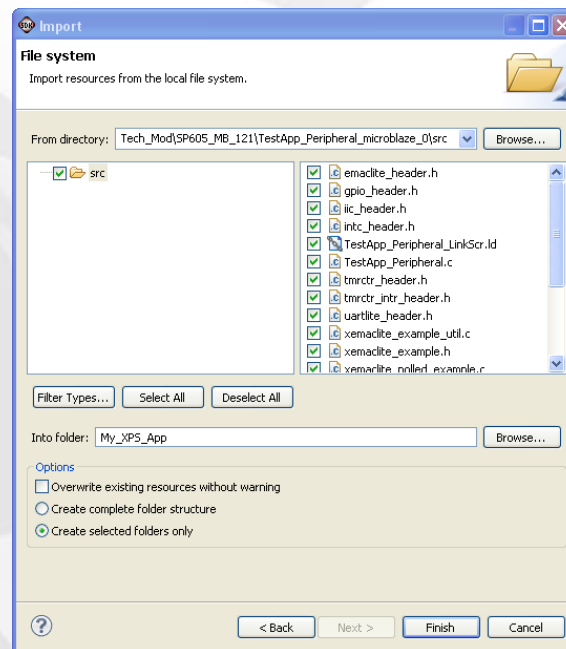 SDK Import
File system
Import resources from the local file system.
From directory: Tech_Mod\SP605_MB_121\TestApp_Peripheral_microblaze_0\src Browse...
src
emaclite_header.h
gpio_header.h
iic_header.h
intc_header.h
TestApp_Peripheral_LinkScr.ld
TestApp_Peripheral.c
tmrctr_header.h
tmrctr_intr_header.h
uartlite_header.h
xemaclite_example_util.c
xemaclite_example.h
xemaclite_polled_example.c
Filter Types... Select All Deselect All
Into folder: My_XPS_App Browse...
Options
Overwrite existing resources without warning
Create complete folder structure
Create selected folders only
? < Back Next > Finish Cancel